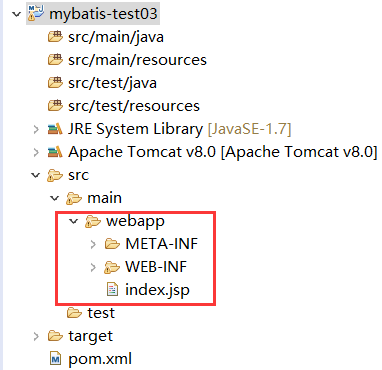 mybatis-test03
src/main/java
src/main/resources
src/test/java
src/test/resources
JRE System Library [JavaSE-1.7]
Apache Tomcat v8.0 [Apache Tomcat v8.0]
src
main
webapp
META-INF
WEB-INF
index.jsp
test
target
pom.xml